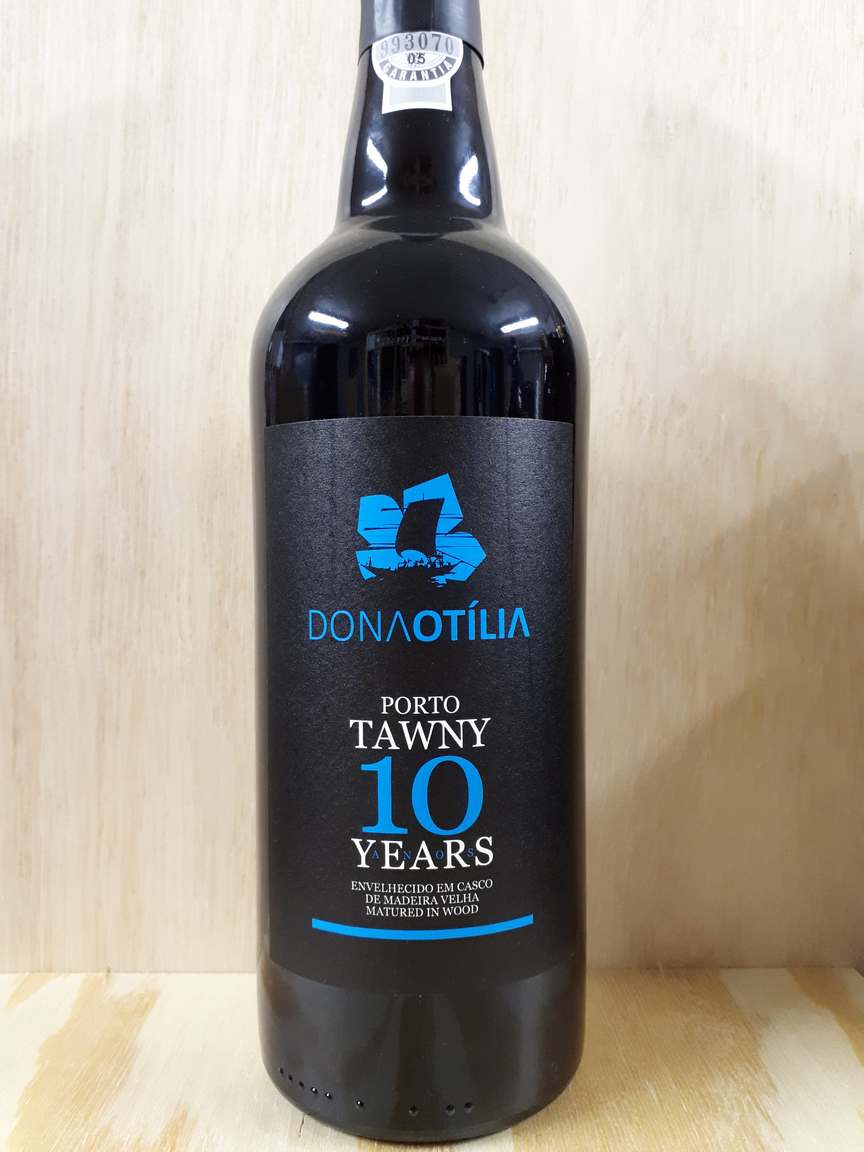 993070
05
GARANTIA
DONAOTÍLIA
PORTO
TAWNY
10
YEARS
ANOS
ENVELHECIDO EM CASCO
DE MADEIRA VELHA
MATURED IN WOOD